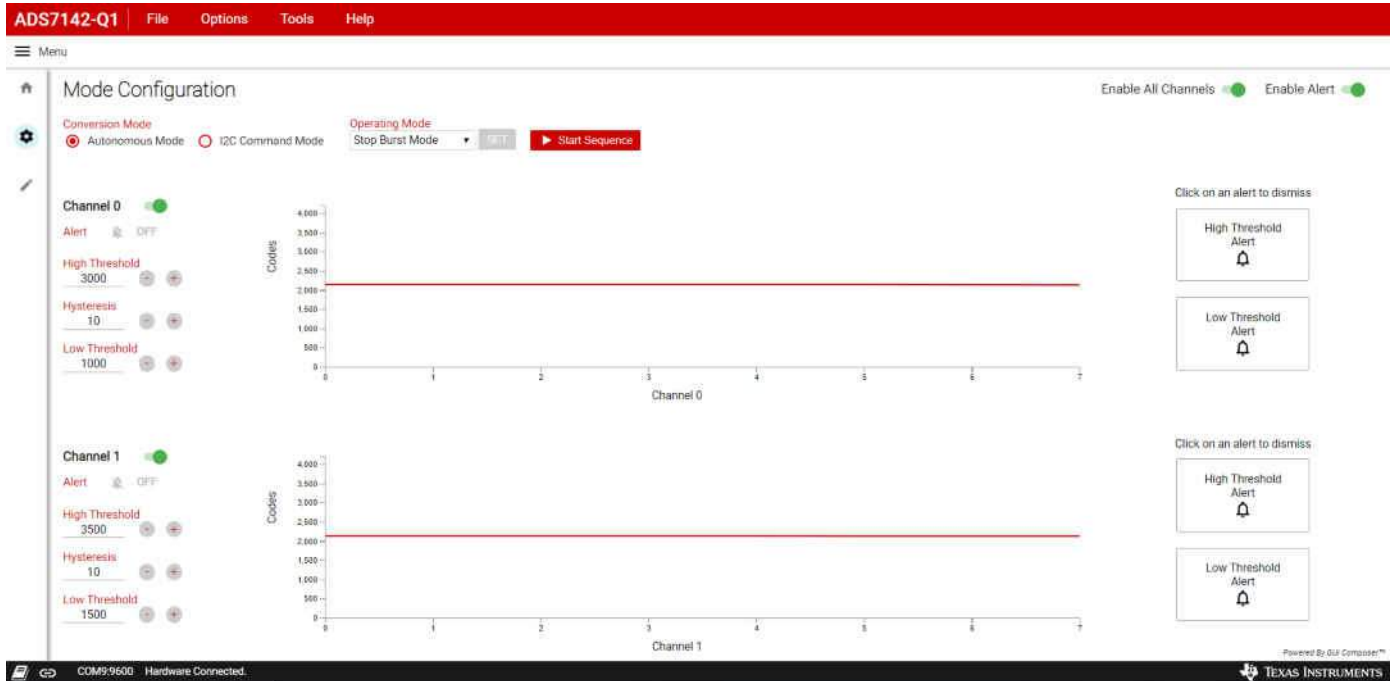 ADS7142-Q1 File Options Tools Help
Menu
Mode Configuration
Enable All Channels Enable Alert
Conversion Mode
Autonomous Mode I2C Command Mode
Operating Mode
Stop Burst Mode SET Start Sequence
Channel 0
Alert OFF
High Threshold
3000
Hysteresis
10
Low Threshold
1000
Codes
4,000
3,500
3,000
2,500
2,000
1,500
1,000
500
0
0 1 2 3 4 5 6 7
Channel 0
Click on an alert to dismiss
High Threshold
Alert
Low Threshold
Alert
Channel 1
Alert OFF
High Threshold
3500
Hysteresis
10
Low Threshold
1500
Codes
4,000
3,500
3,000
2,500
2,000
1,500
1,000
500
0
0 1 2 3 4 5 6 7
Channel 1
Click on an alert to dismiss
High Threshold
Alert
Low Threshold
Alert
Powered By GUI Composer™
COM9:9600 Hardware Connected.
TEXAS INSTRUMENTS